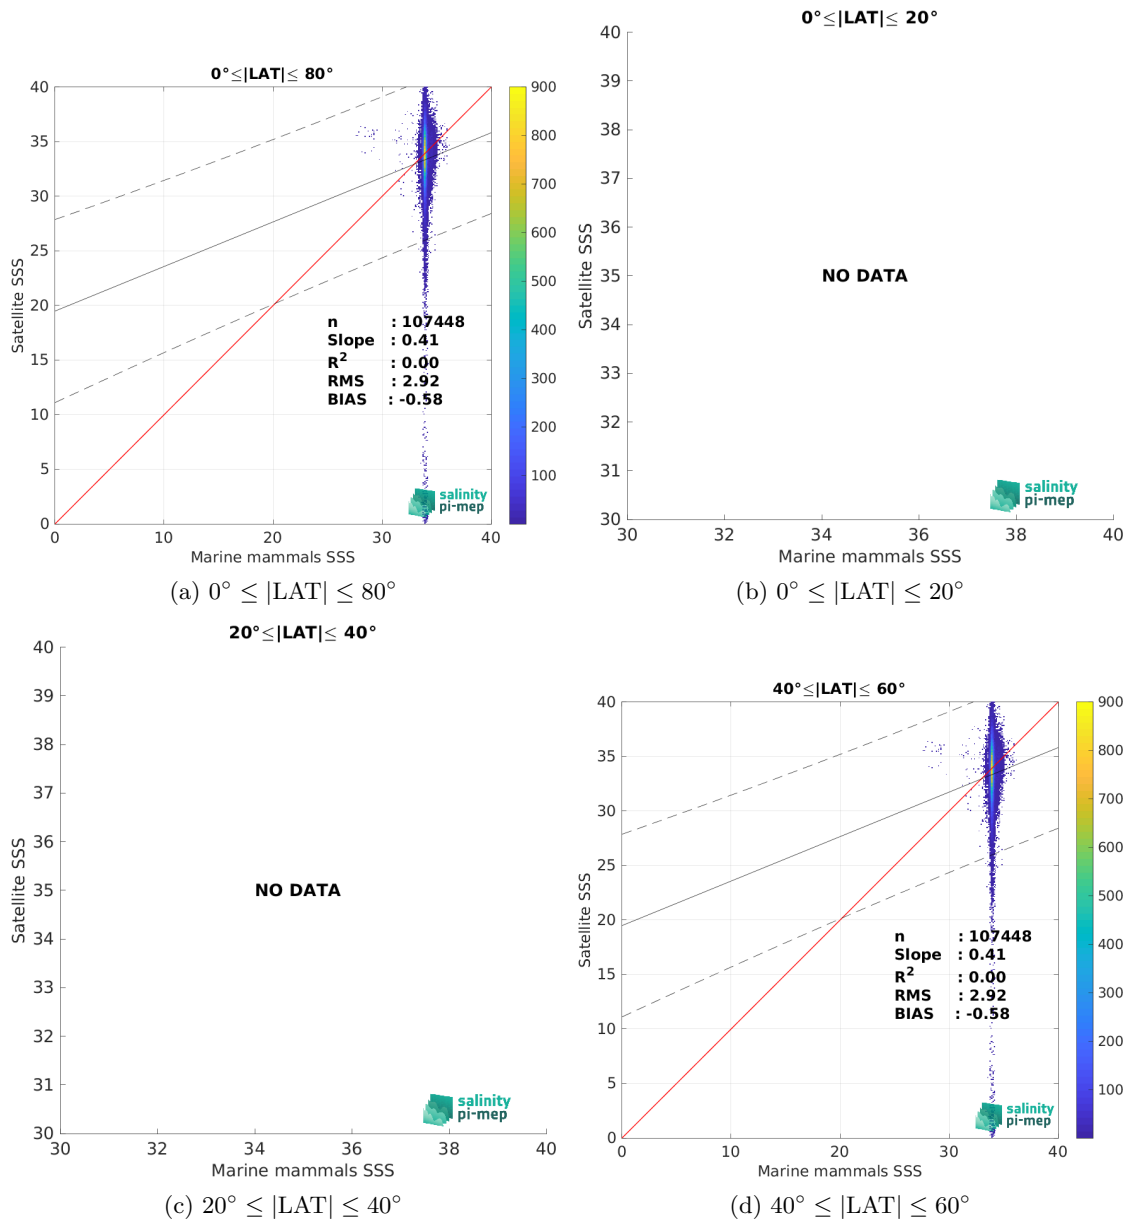 0°≤|LAT|≤ 80°
40
35
30
25
20
15
10
5
0
Satellite SSS
n : 107448
Slope : 0.41
R² : 0.00
RMS : 2.92
BIAS : -0.58
salinity
pi-mep
0 10 20 30 40
Marine mammals SSS
900
800
700
600
500
400
300
200
100
(a) 0° ≤ |LAT| ≤ 80°
0°≤|LAT|≤ 20°
40
39
38
37
36
35
34
33
32
31
30
Satellite SSS
NO DATA
salinity
pi-mep
30 32 34 36 38 40
Marine mammals SSS
(b) 0° ≤ |LAT| ≤ 20°
20°≤|LAT|≤ 40°
40
39
38
37
36
35
34
33
32
31
30
Satellite SSS
NO DATA
salinity
pi-mep
30 32 34 36 38 40
Marine mammals SSS
(c) 20° ≤ |LAT| ≤ 40°
40°≤|LAT|≤ 60°
40
35
30
25
20
15
10
5
0
Satellite SSS
n : 107448
Slope : 0.41
R² : 0.00
RMS : 2.92
BIAS : -0.58
salinity
pi-mep
0 10 20 30 40
Marine mammals SSS
900
800
700
600
500
400
300
200
100
(d) 40° ≤ |LAT| ≤ 60°